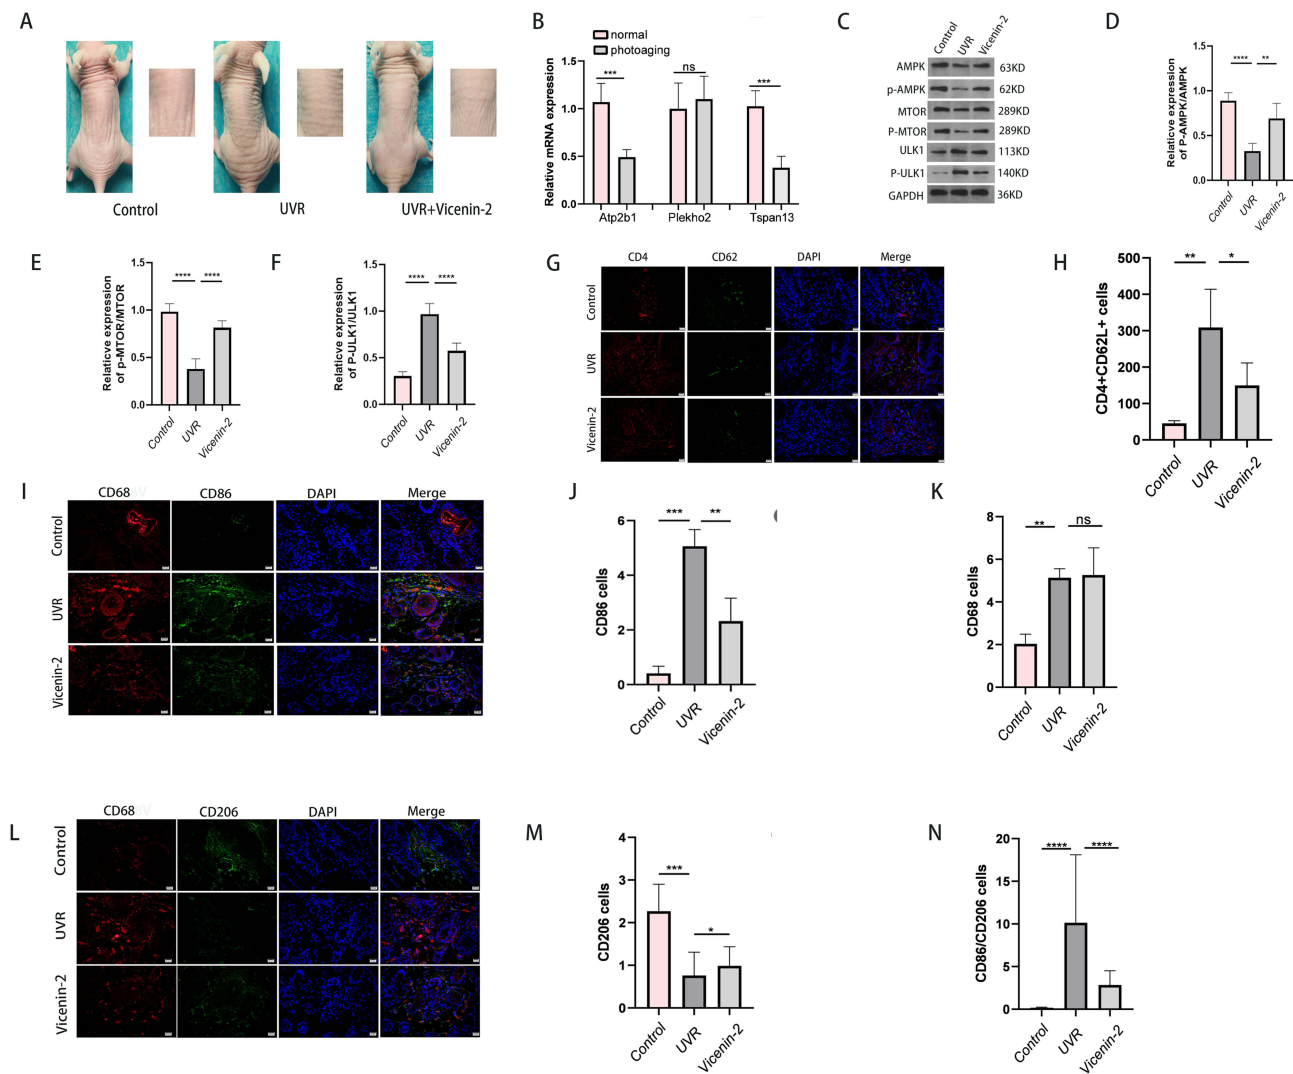 A
Control
UVR
UVR+Vicenin-2
B
normal
photoaging
Relative mRNA expression
1.5
1.0
0.5
0.0
***
ns
***
Atp2b1
Plekho2
Tspan13
C
Control
UVR
Vicenin-2
AMPK
63KD
p-AMPK
62KD
MTOR
289KD
P-MTOR
289KD
ULK1
113KD
P-ULK1
140KD
GAPDH
36KD
D
Relaticve expression
of P-AMPK/AMPK
1.5
1.0
0.5
0.0
****
**
Control
UVR
Vicenin-2
E
Relaticve expression
of p-MTOR/MTOR
1.5
1.0
0.5
0.0
****
****
Control
UVR
Vicenin-2
F
Relaticve expression
of P-ULK1/ULK1
1.5
1.0
0.5
0.0
****
****
Control
UVR
Vicenin-2
G
CD4
CD62
DAPI
Merge
Control
UVR
Vicenin-2
H
CD4+CD62L+ cells
500
400
300
200
100
0
**
*
Control
UVR
Vicenin-2
I
CD68
CD86
DAPI
Merge
Control
UVR
Vicenin-2
J
CD86 cells
6
4
2
0
***
**
Control
UVR
Vicenin-2
K
CD68 cells
8
6
4
2
0
**
ns
Control
UVR
Vicenin-2
L
CD68
CD206
DAPI
Merge
Control
UVR
Vicenin-2
M
CD206 cells
4
3
2
1
0
***
*
Control
UVR
Vicenin-2
N
CD86/CD206 cells
20
15
10
5
0
****
****
Control
UVR
Vicenin-2